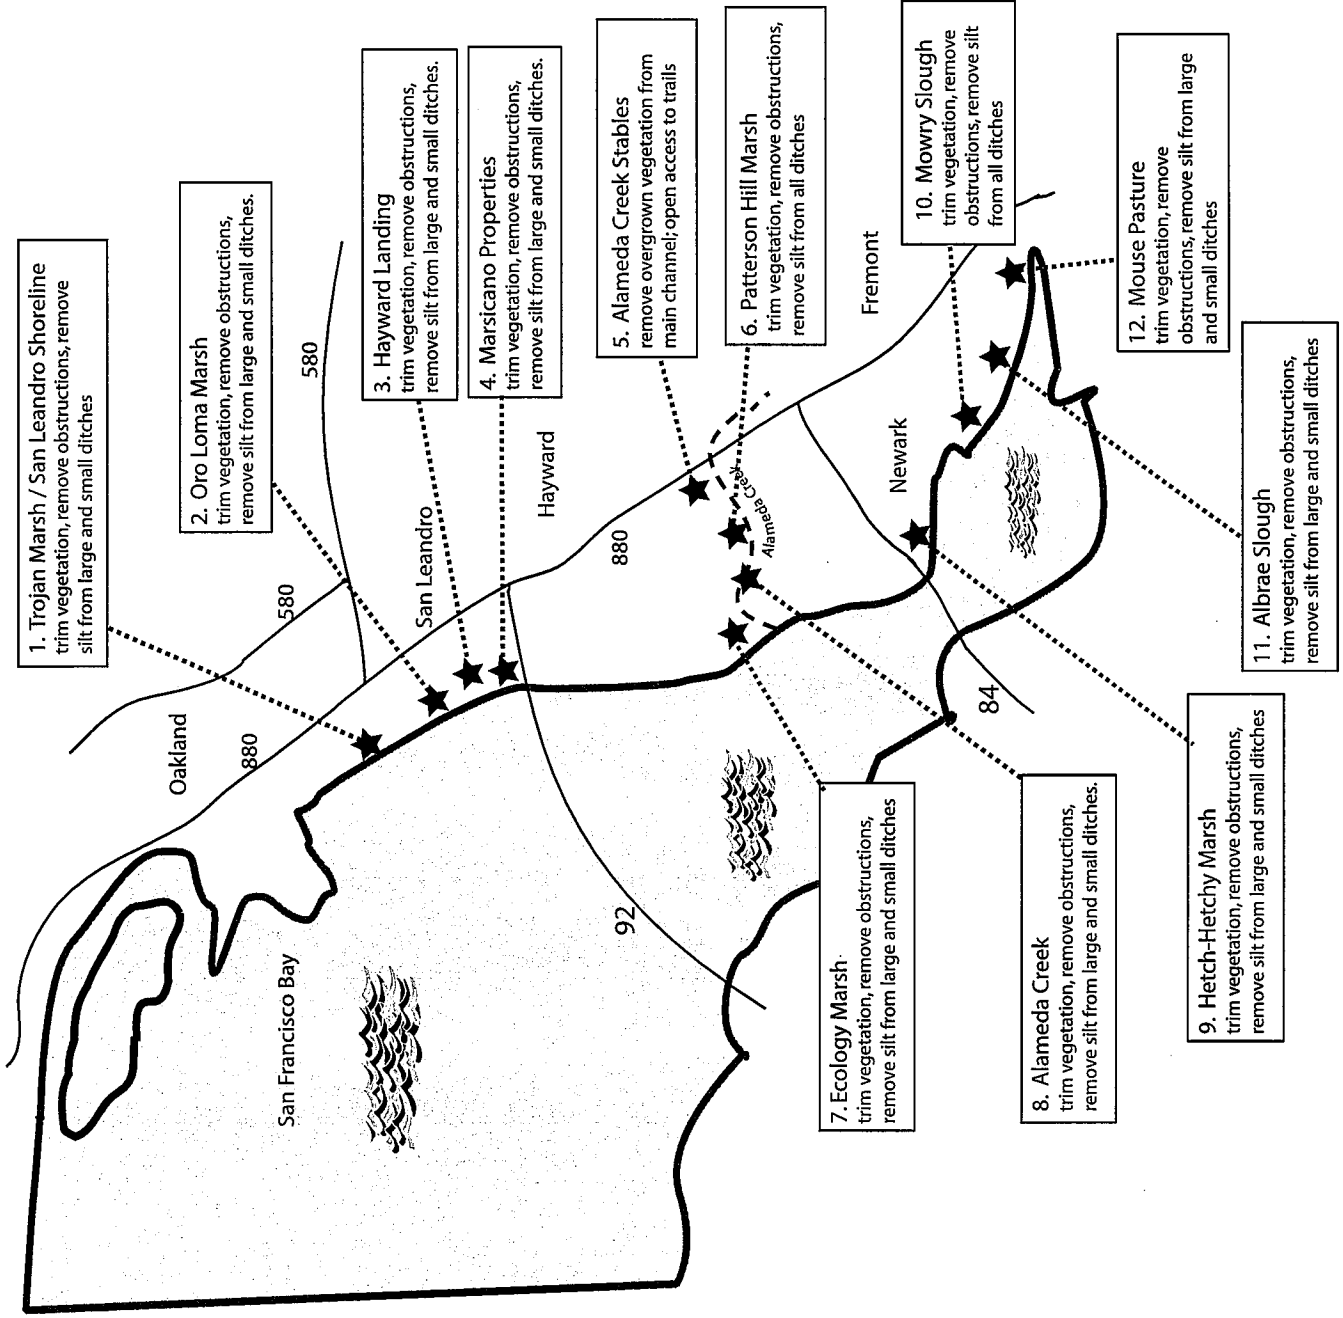 1. Trojan Marsh / San Leandro Shoreline
trim vegetation, remove obstructions, remove
silt from large and small ditches
2. Oro Loma Marsh
trim vegetation, remove obstructions,
remove silt from large and small ditches.
3. Hayward Landing
trim vegetation, remove obstructions,
remove silt from large and small ditches.
4. Marsicano Properties
trim vegetation, remove obstructions,
remove silt from large and small ditches.
5. Alameda Creek Stables
remove overgrown vegetation from
main channel; open access to trails
6. Patterson Hill Marsh
trim vegetation, remove obstructions,
remove silt from all ditches
10. Mowry Slough
trim vegetation, remove
obstructions, remove silt
from all ditches
12. Mouse Pasture
trim vegetation, remove
obstructions, remove silt from large
and small ditches
580
580
880
Oakland
San Leandro
Hayward
880
Alameda Creek
Fremont
Newark
84
92
San Francisco Bay
7. Ecology Marsh
trim vegetation, remove obstructions,
remove silt from large and small ditches
8. Alameda Creek
trim vegetation, remove obstructions,
remove silt from large and small ditches.
9. Hetch-Hetchy Marsh
trim vegetation, remove obstructions,
remove silt from large and small ditches
11. Albrae Slough
trim vegetation, remove obstructions,
remove silt from large and small ditches